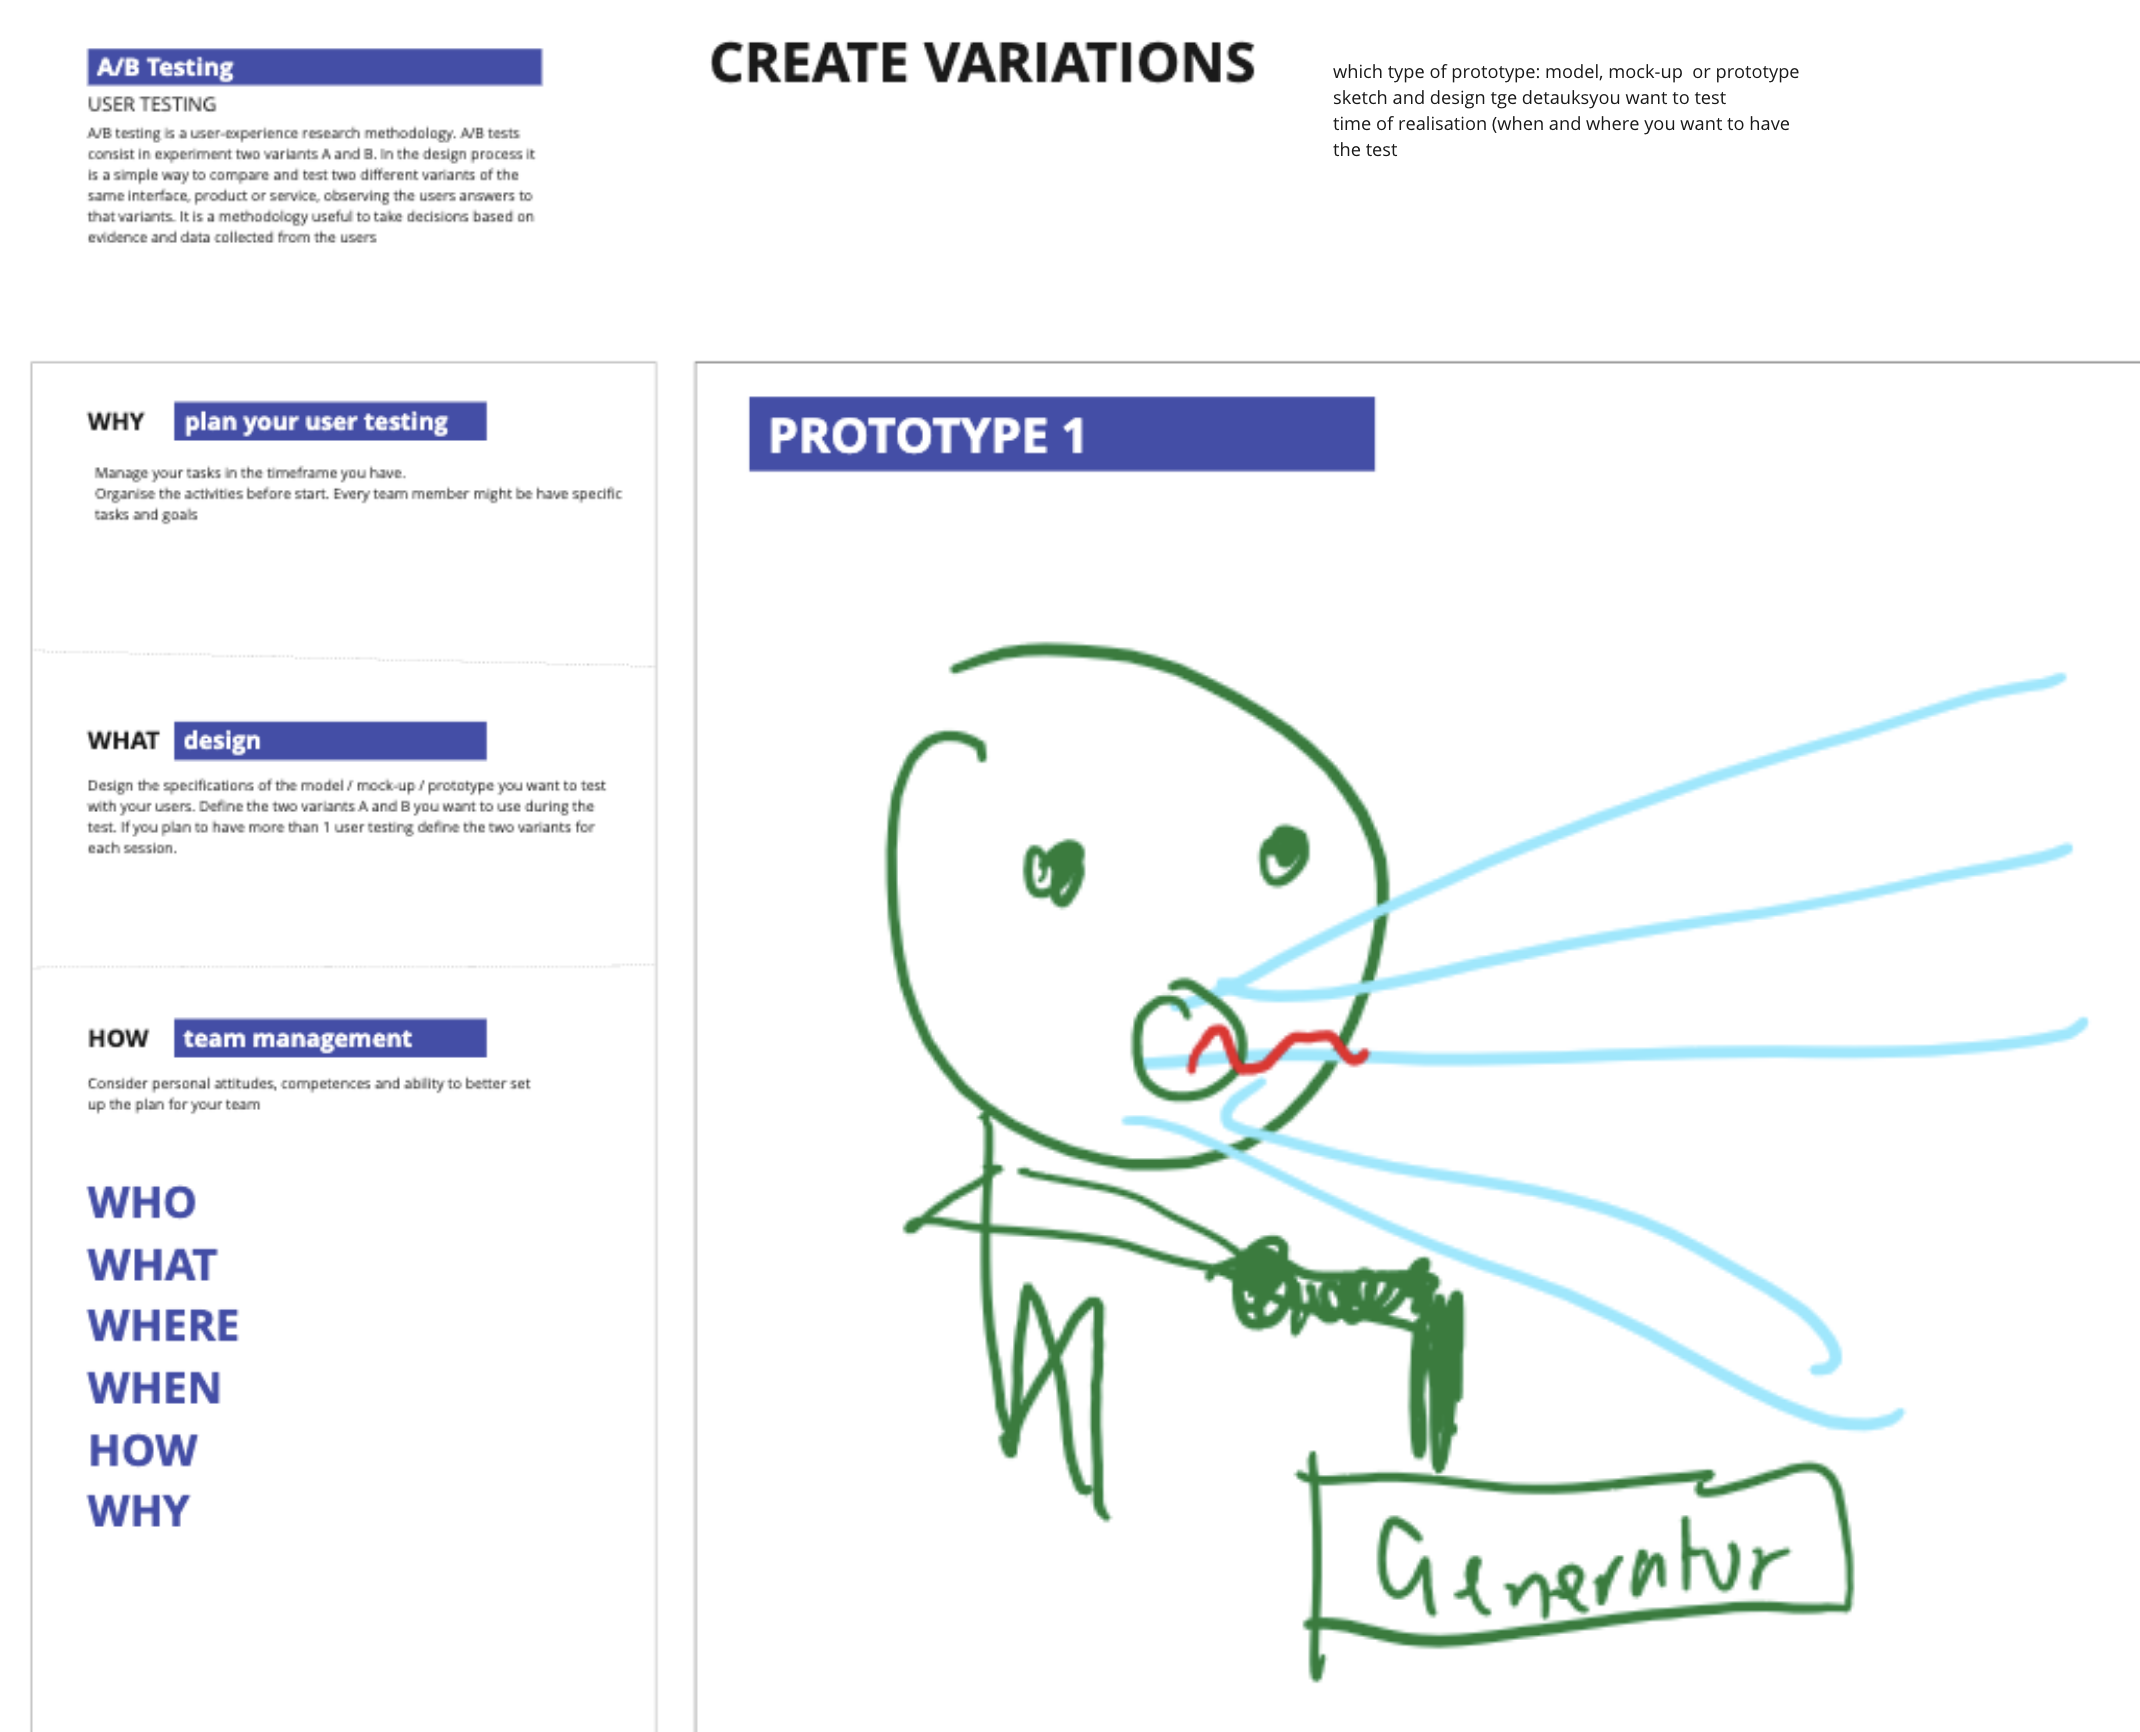 A/B Testing
USER TESTING
A/B testing is a user-experience research methodology. A/B tests
consist in experiment two variants A and B. In the design process it
is a simple way to compare and test two different variants of the
same interface, product or service, observing the users answers to
that variants. It is a methodology useful to take decisions based on
evidence and data collected from the users
CREATE VARIATIONS
which type of prototype: model, mock-up or prototype
sketch and design tge detauksyou want to test
time of realisation (when and where you want to have
the test
WHY plan your user testing
Manage your tasks in the timeframe you have.
Organise the activities before start. Every team member might be have specific
tasks and goals
WHAT design
Design the specifications of the model / mock-up / prototype you want to test
with your users. Define the two variants A and B you want to use during the
test. If you plan to have more than 1 user testing define the two variants for
each session.
HOW team management
Consider personal attitudes, competences and ability to better set
up the plan for your team
WHO
WHAT
WHERE
WHEN
HOW
WHY
PROTOTYPE 1
Generator